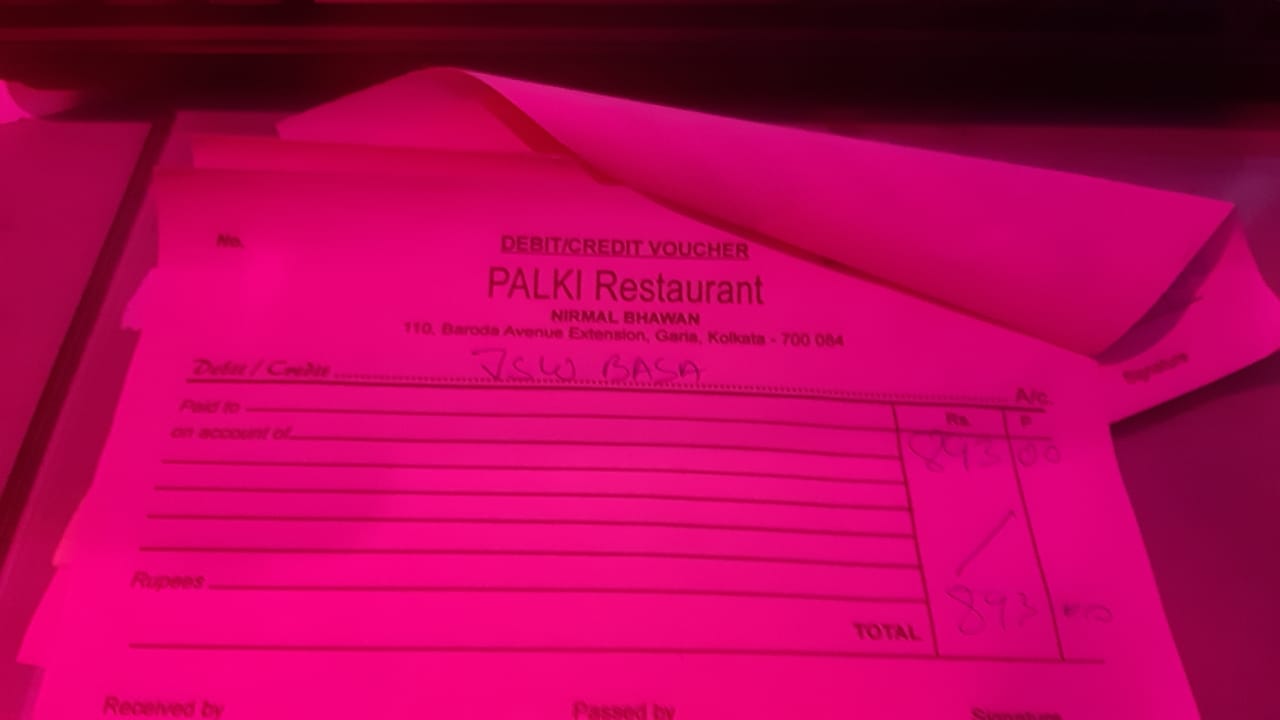 No.
DEBIT/CREDIT VOUCHER
PALKI Restaurant
NIRMAL BHAWAN
110, Baroda Avenue Extension, Garia, Kolkata - 700 084
Debit / Credit JSW BASA A/c.
Paid to Rs. P.
on account of 893 00
Rupees
TOTAL 893 00
Received by Passed by Signature
Signature